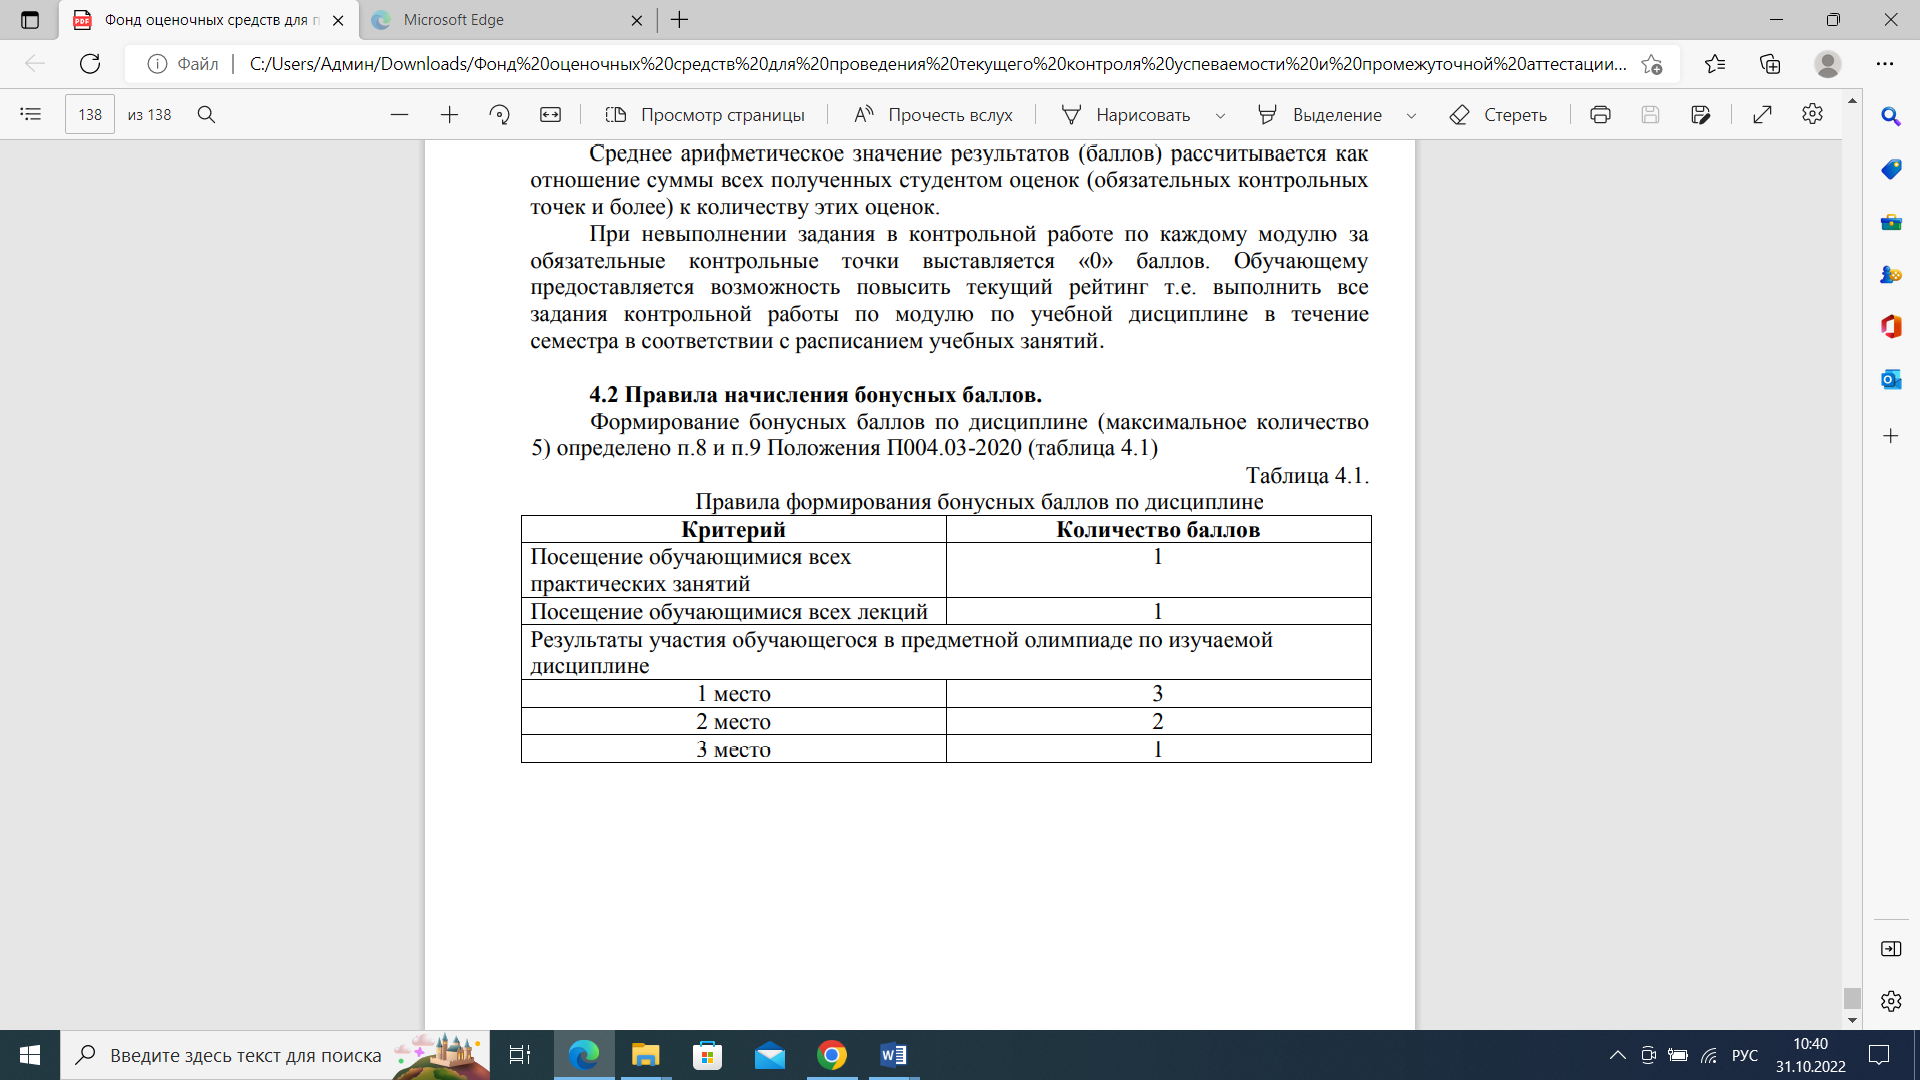 Фонд оценочных средств для п
Microsoft Edge
Файл
C:/Users/Админ/Downloads/Фонд%20оценочных%20средств%20для%20проведения%20текущего%20контроля%20успеваемости%20и%20промежуточной%20аттестации...
138 из 138
Просмотр страницы
Прочесть вслух
Нарисовать
Выделение
Стереть
Среднее арифметическое значение результатов (баллов) рассчитывается как
отношение суммы всех полученных студентом оценок (обязательных контрольных
точек и более) к количеству этих оценок.
При невыполнении задания в контрольной работе по каждому модулю за
обязательные контрольные точки выставляется «0» баллов. Обучающему
предоставляется возможность повысить текущий рейтинг т.е. выполнить все
задания контрольной работы по модулю по учебной дисциплине в течение
семестра в соответствии с расписанием учебных занятий.
4.2 Правила начисления бонусных баллов.
Формирование бонусных баллов по дисциплине (максимальное количество
5) определено п.8 и п.9 Положения П004.03-2020 (таблица 4.1)
Таблица 4.1.
Правила формирования бонусных баллов по дисциплине
Критерий Количество баллов
Посещение обучающимися всех 1
практических занятий
Посещение обучающимися всех лекций 1
Результаты участия обучающегося в предметной олимпиаде по изучаемой
дисциплине
1 место 3
2 место 2
3 место 1
Введите здесь текст для поиска
РУС
10:40
31.10.2022